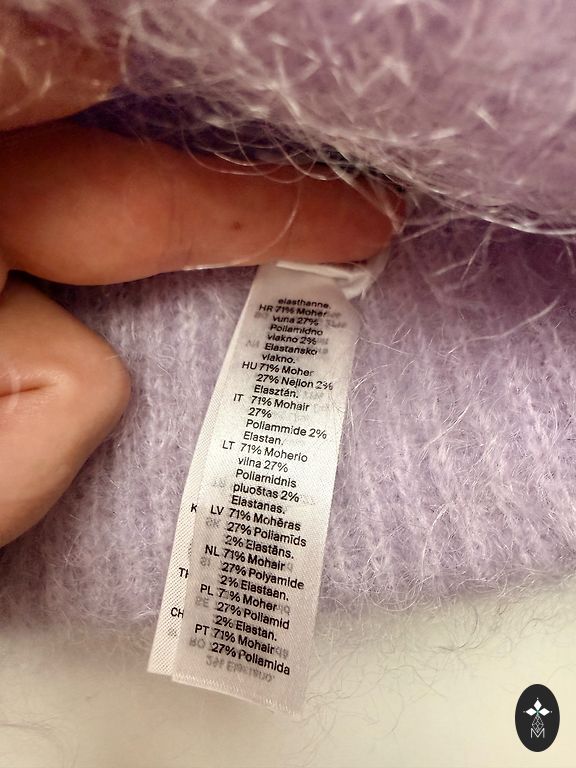 elasthanne.
HR 71% Moher
vuna 27%
Poliamidno
vlakno 2%
Elastansko
vlakno.
HU 71% Moher
27% Nejlon 2%
Elasztán.
IT 71% Mohair
27%
Poliammide 2%
Elastan.
LT 71% Moherio
vilna 27%
Poliarnidnis
pluoštas 2%
Elastanas.
LV 71% Mohēras
27% Poliamīds
2% Elastēns.
NL 71% Mohair
27% Polyamide
2% Elastaan.
PL 71% Moher
27% Poliamid
2% Elastan.
PT 71% Mohair
27% Poliamida
CH
M